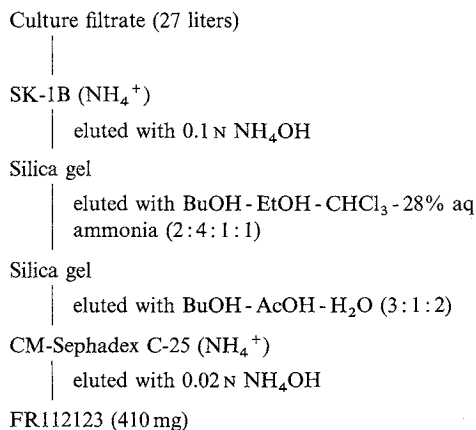 Culture filtrate (27 liters)
SK-1B (NH₄⁺)
eluted with 0.1 N NH₄OH
Silica gel
eluted with BuOH - EtOH - CHCl₃ - 28% aq
ammonia (2 : 4 : 1 : 1)
Silica gel
eluted with BuOH - AcOH - H₂O (3 : 1 : 2)
CM-Sephadex C-25 (NH₄⁺)
eluted with 0.02 N NH₄OH
FR112123 (410 mg)